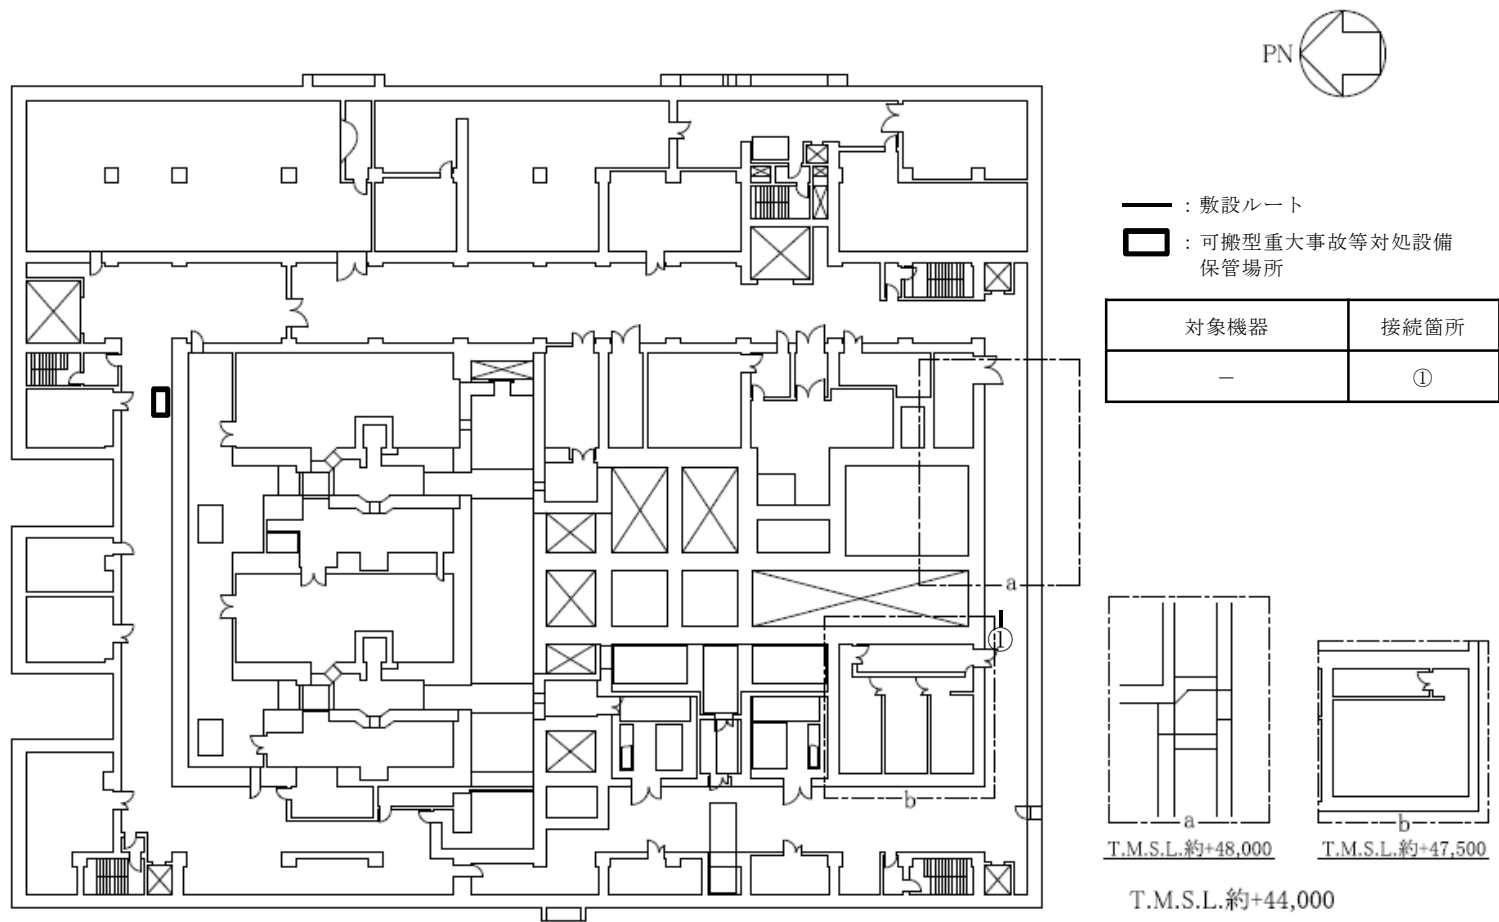 PN
: 敷設ルート
: 可搬型重大事故等対処設備
保管場所
対象機器 接続箇所
－ ①
a
①
b
a
T.M.S.L.約+48,000
b
T.M.S.L.約+47,500
T.M.S.L.約+44,000